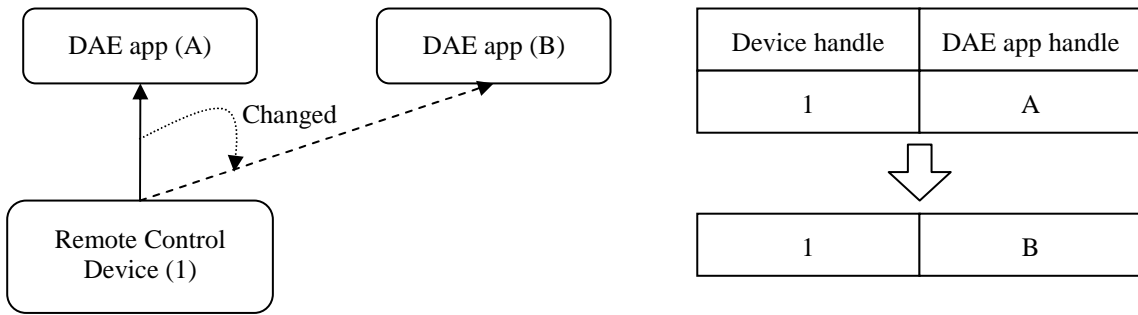 DAE app (A)
DAE app (B)
Changed
Remote Control
Device (1)
Device handle DAE app handle
1 A
1 B